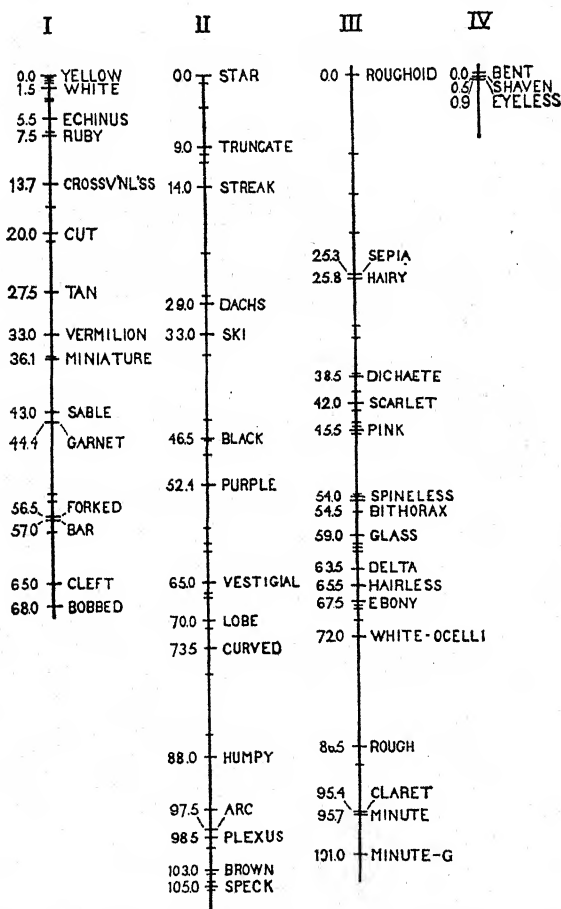 I
0.0 YELLOW
1.5 WHITE
5.5 ECHINUS
7.5 RUBY
13.7 CROSSV'NL'SS
20.0 CUT
27.5 TAN
33.0 VERMILION
36.1 MINIATURE
43.0 SABLE
44.4 GARNET
56.5 FORKED
57.0 BAR
65.0 CLEFT
68.0 BOBBED
II
0.0 STAR
9.0 TRUNCATE
14.0 STREAK
29.0 DACHS
33.0 SKI
46.5 BLACK
52.4 PURPLE
65.0 VESTIGIAL
70.0 LOBE
73.5 CURVED
88.0 HUMPY
97.5 ARC
98.5 PLEXUS
103.0 BROWN
105.0 SPECK
III
0.0 ROUGHOID
25.3 SEPIA
25.8 HAIRY
38.5 DICHAETE
42.0 SCARLET
45.5 PINK
54.0 SPINELESS
54.5 BITHORAX
59.0 GLASS
63.5 DELTA
65.5 HAIRLESS
67.5 EBONY
72.0 WHITE-OCELLI
86.5 ROUGH
95.4 CLARET
95.7 MINUTE
101.0 MINUTE-G
IV
0.0 BENT
0.5 SHAVEN
0.9 EYELESS